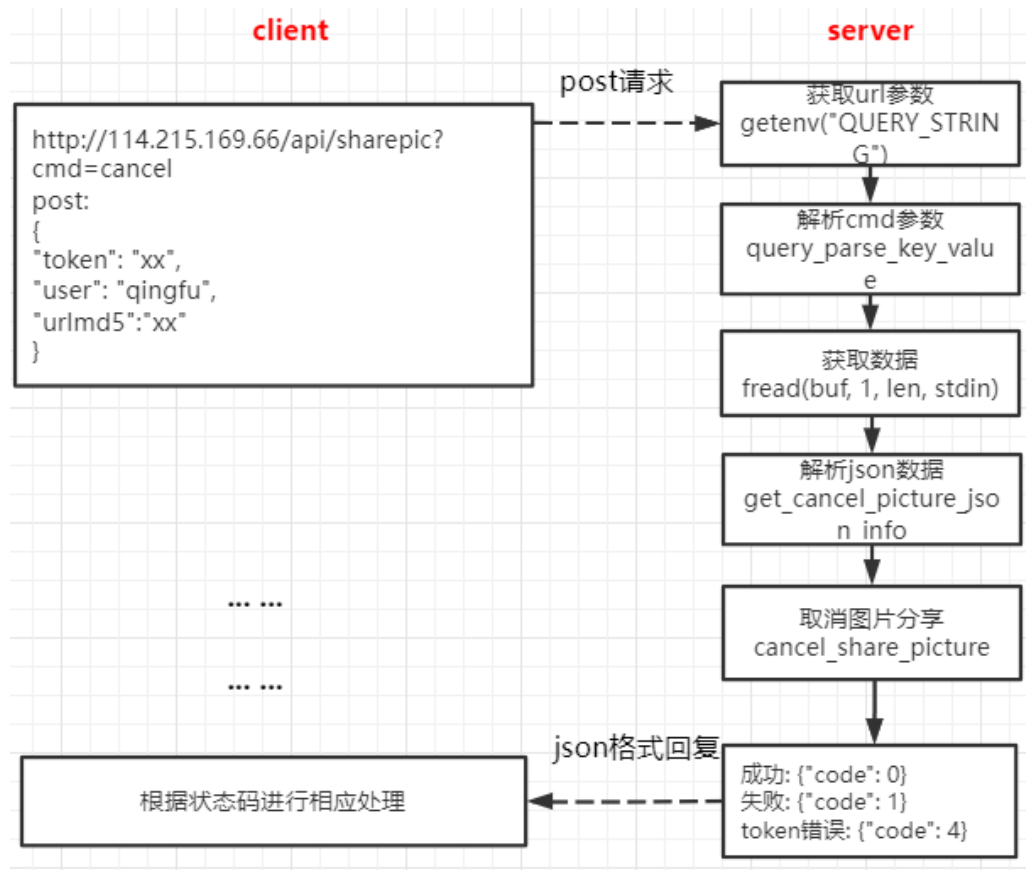 client
server
post请求
http://114.215.169.66/api/sharepic?
cmd=cancel
post:
{
"token": "xx",
"user": "qingfu",
"urlmd5":"xx"
}
获取url参数
getenv("QUERY_STRIN
G")
解析cmd参数
query_parse_key_valu
e
获取数据
fread(buf, 1, len, stdin)
解析json数据
get_cancel_picture_jso
n_info
... ...
取消图片分享
cancel_share_picture
... ...
json格式回复
根据状态码进行相应处理
成功: {"code": 0}
失败: {"code": 1}
token错误: {"code": 4}